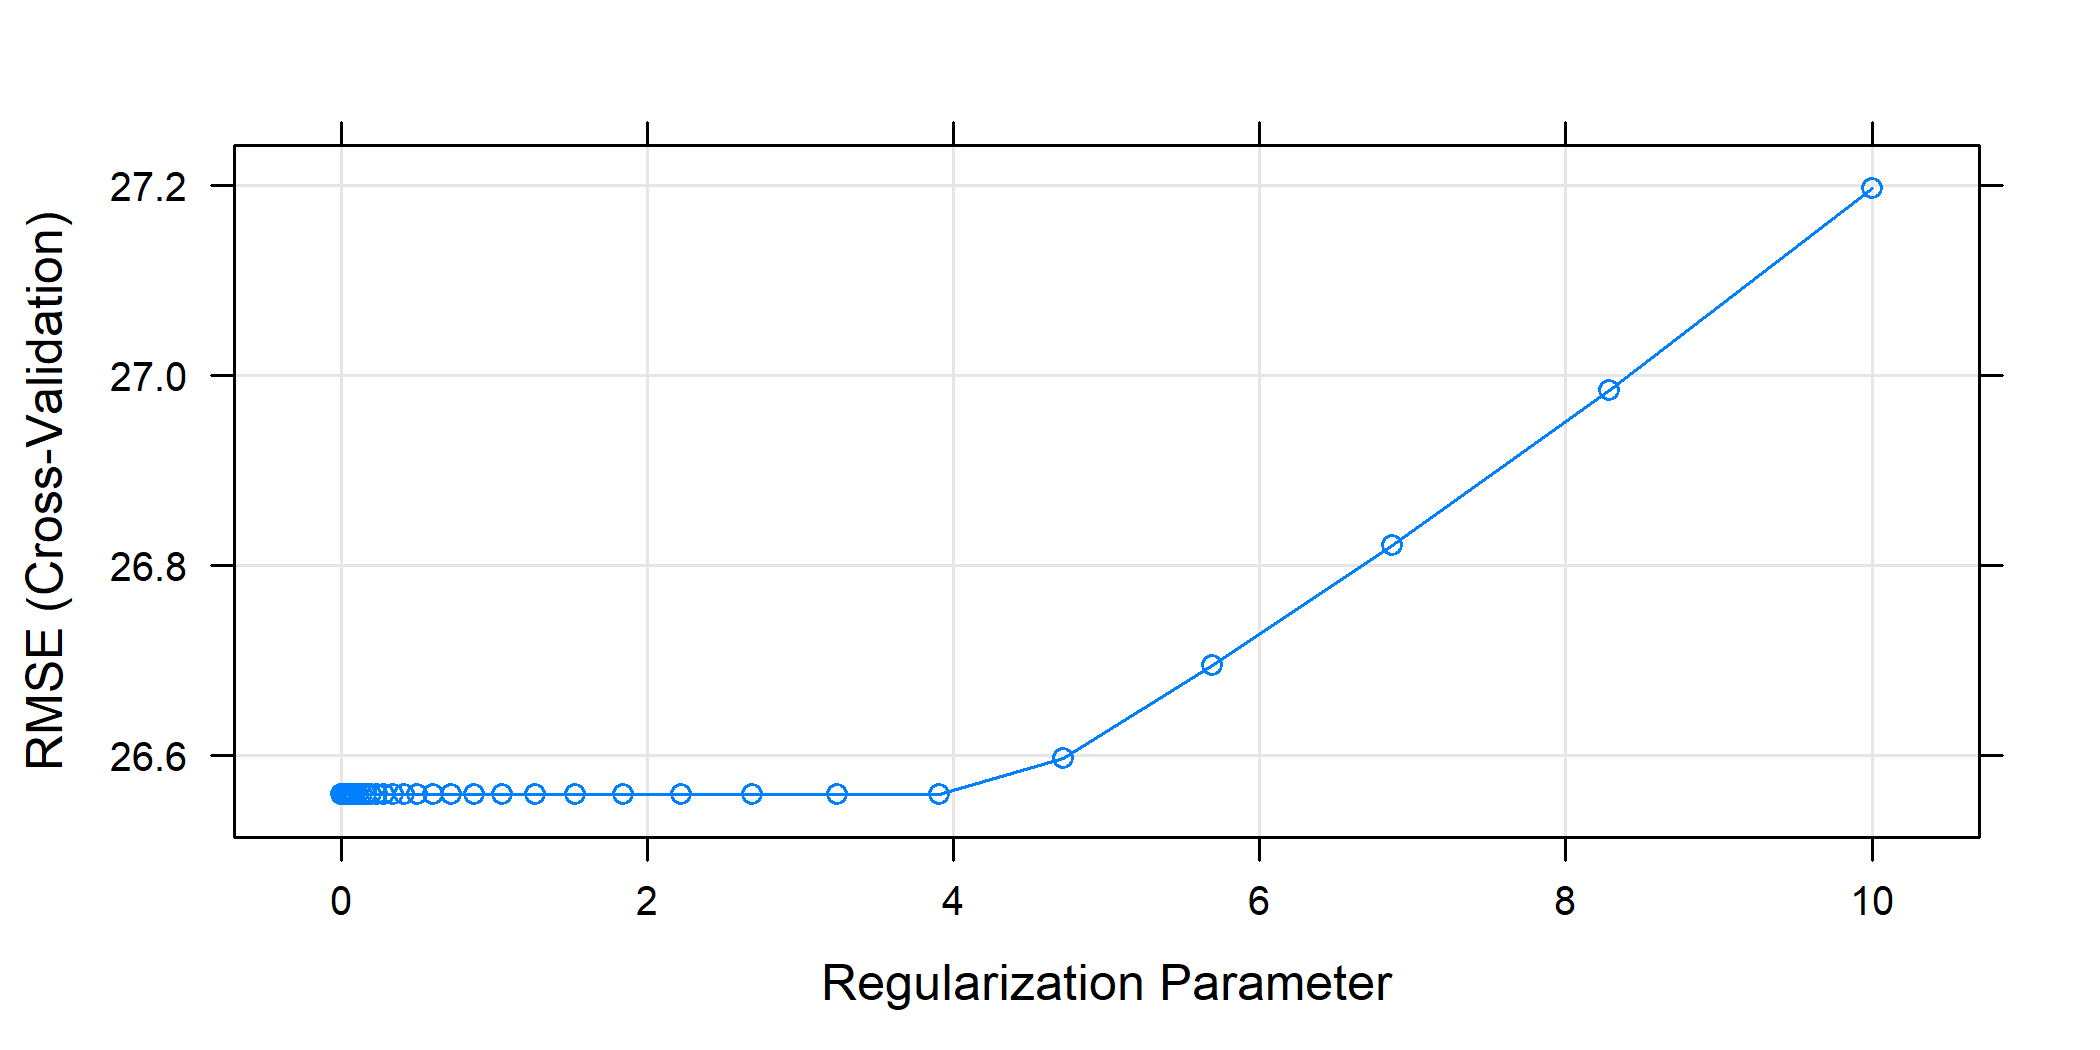 RMSE (Cross-Validation)
27.2
27.0
26.8
26.6
0 2 4 6 8 10
Regularization Parameter